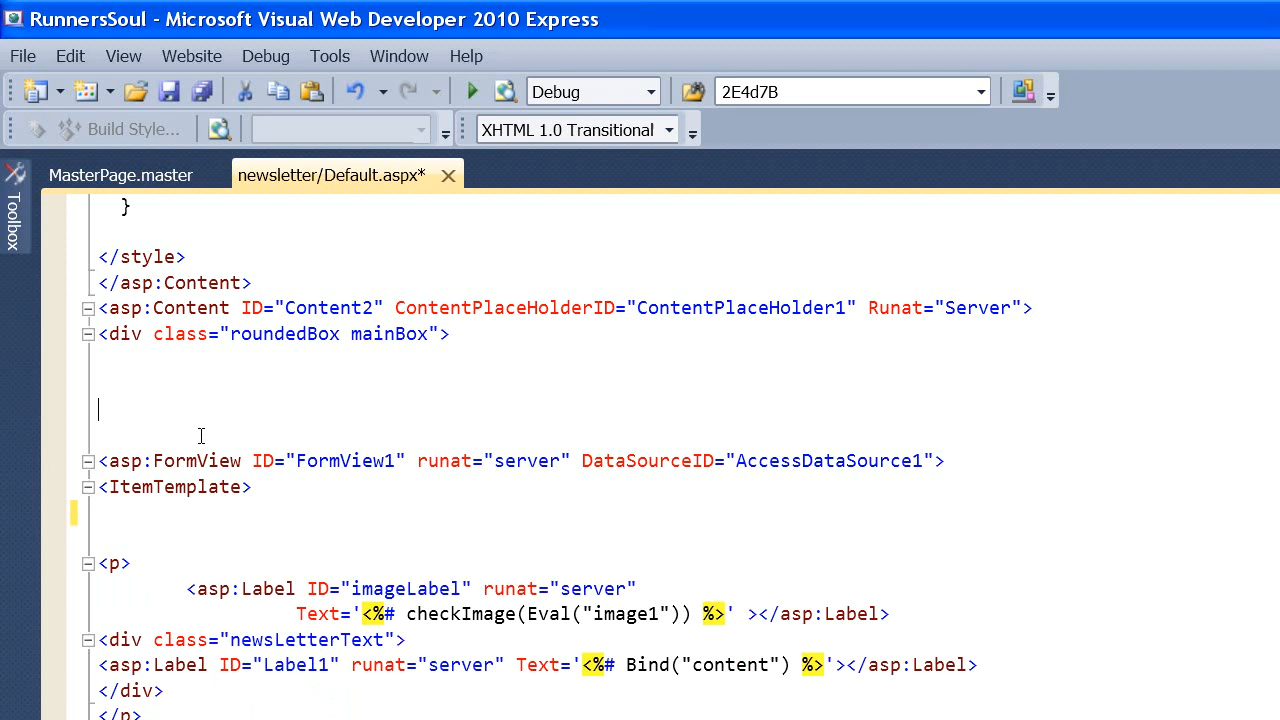 RunnersSoul - Microsoft Visual Web Developer 2010 Express
File Edit View Website Debug Tools Window Help
Debug 2E4d7B
Build Style... XHTML 1.0 Transitional
Toolbox
MasterPage.master newsletter/Default.aspx*
}
</style>
</asp:Content>
<asp:Content ID="Content2" ContentPlaceHolderID="ContentPlaceHolder1" Runat="Server">
<div class="roundedBox mainBox">
<asp:FormView ID="FormView1" runat="server" DataSourceID="AccessDataSource1">
<ItemTemplate>
<p>
<asp:Label ID="imageLabel" runat="server"
Text='<%# checkImage(Eval("image1")) %>' ></asp:Label>
<div class="newsLetterText">
<asp:Label ID="Label1" runat="server" Text='<%# Bind("content") %>'></asp:Label>
</div>
</p>